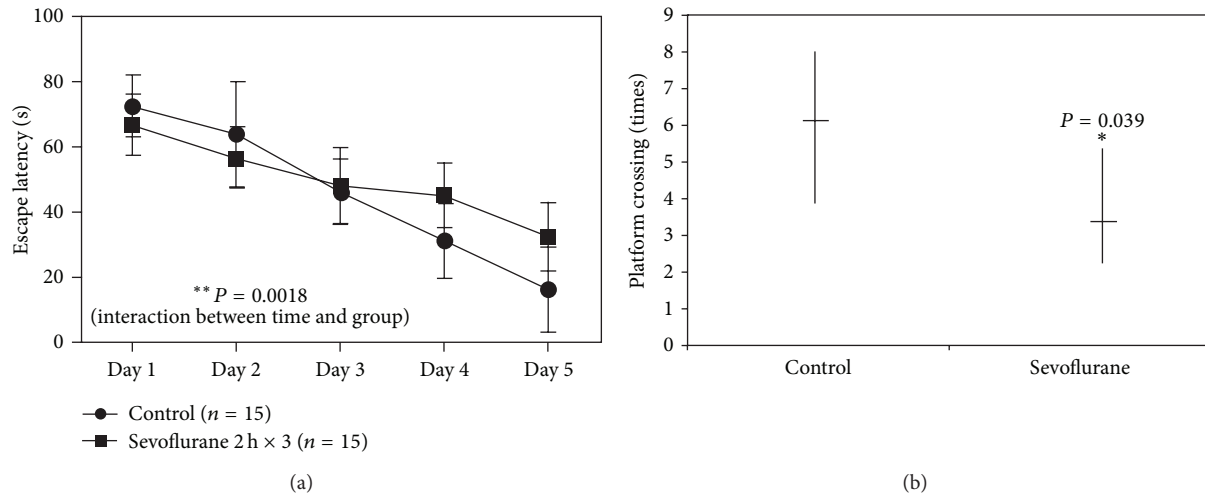 100
80
60
40
20
0
Escape latency (s)
**P = 0.0018
(interaction between time and group)
Day 1 Day 2 Day 3 Day 4 Day 5
Control (n = 15)
Sevoflurane 2 h × 3 (n = 15)
(a)
9
8
7
6
5
4
3
2
1
0
Platform crossing (times)
P = 0.039
*
Control Sevoflurane
(b)